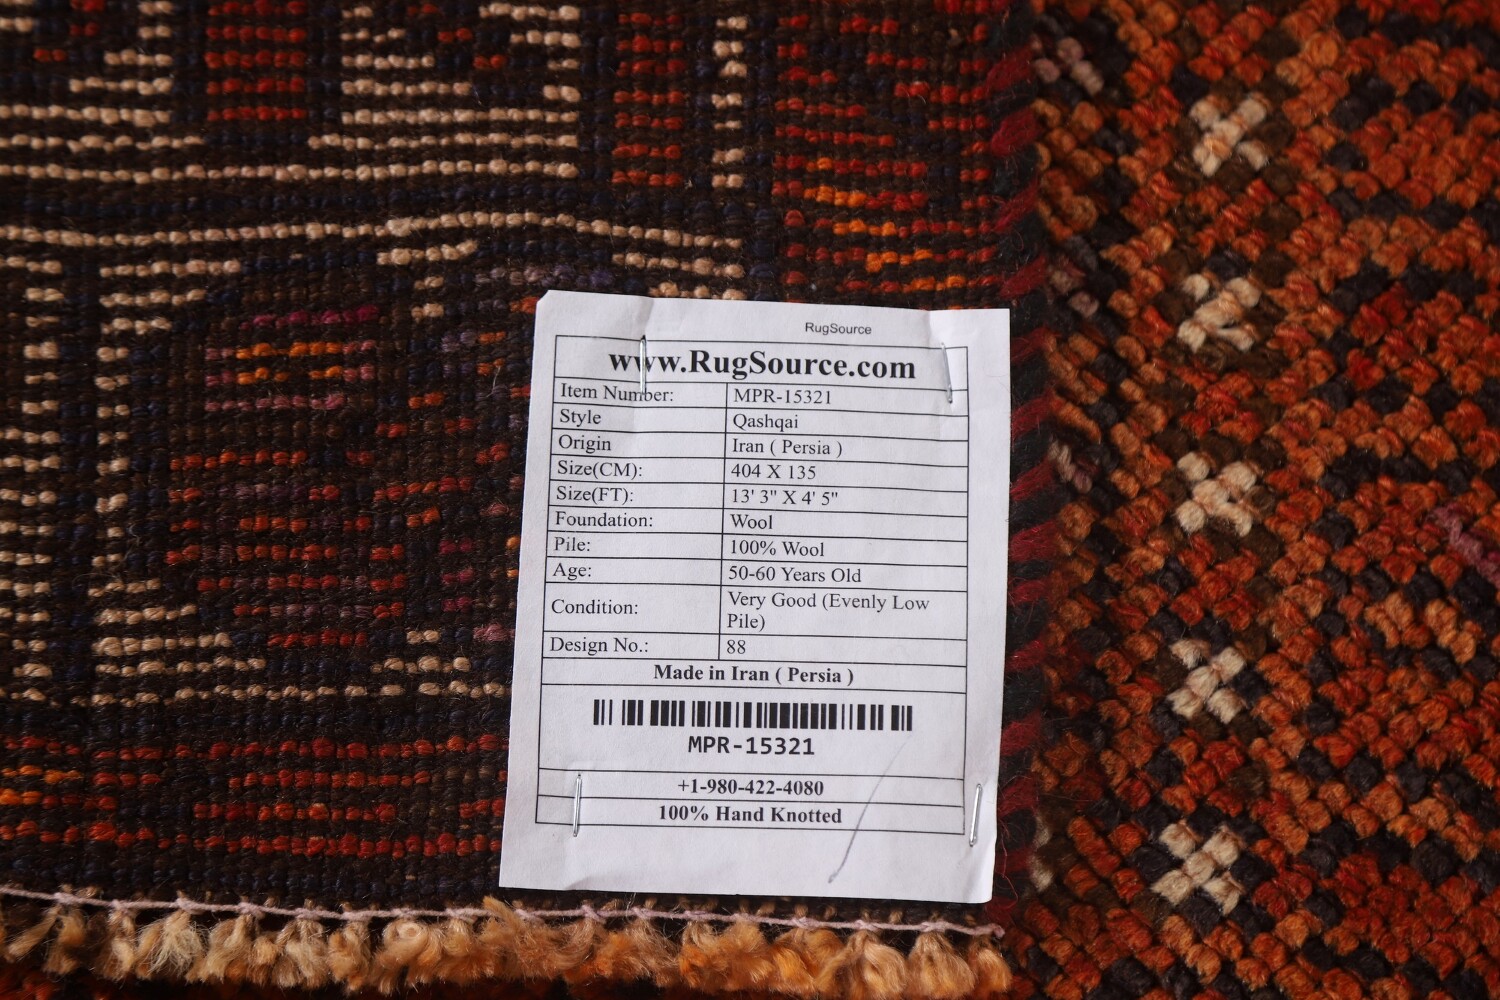 RugSource
www.RugSource.com
Item Number: MPR-15321
Style Qashqai
Origin Iran ( Persia )
Size(CM): 404 X 135
Size(FT): 13' 3" X 4' 5"
Foundation: Wool
Pile: 100% Wool
Age: 50-60 Years Old
Condition: Very Good (Evenly Low
Pile)
Design No.: 88
Made in Iran ( Persia )
MPR-15321
+1-980-422-4080
100% Hand Knotted